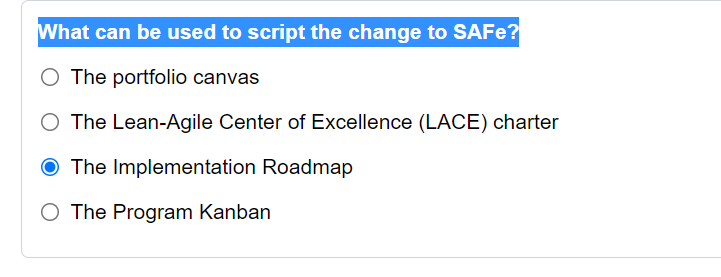 What can be used to script the change to SAFe?
The portfolio canvas
The Lean-Agile Center of Excellence (LACE) charter
The Implementation Roadmap
The Program Kanban